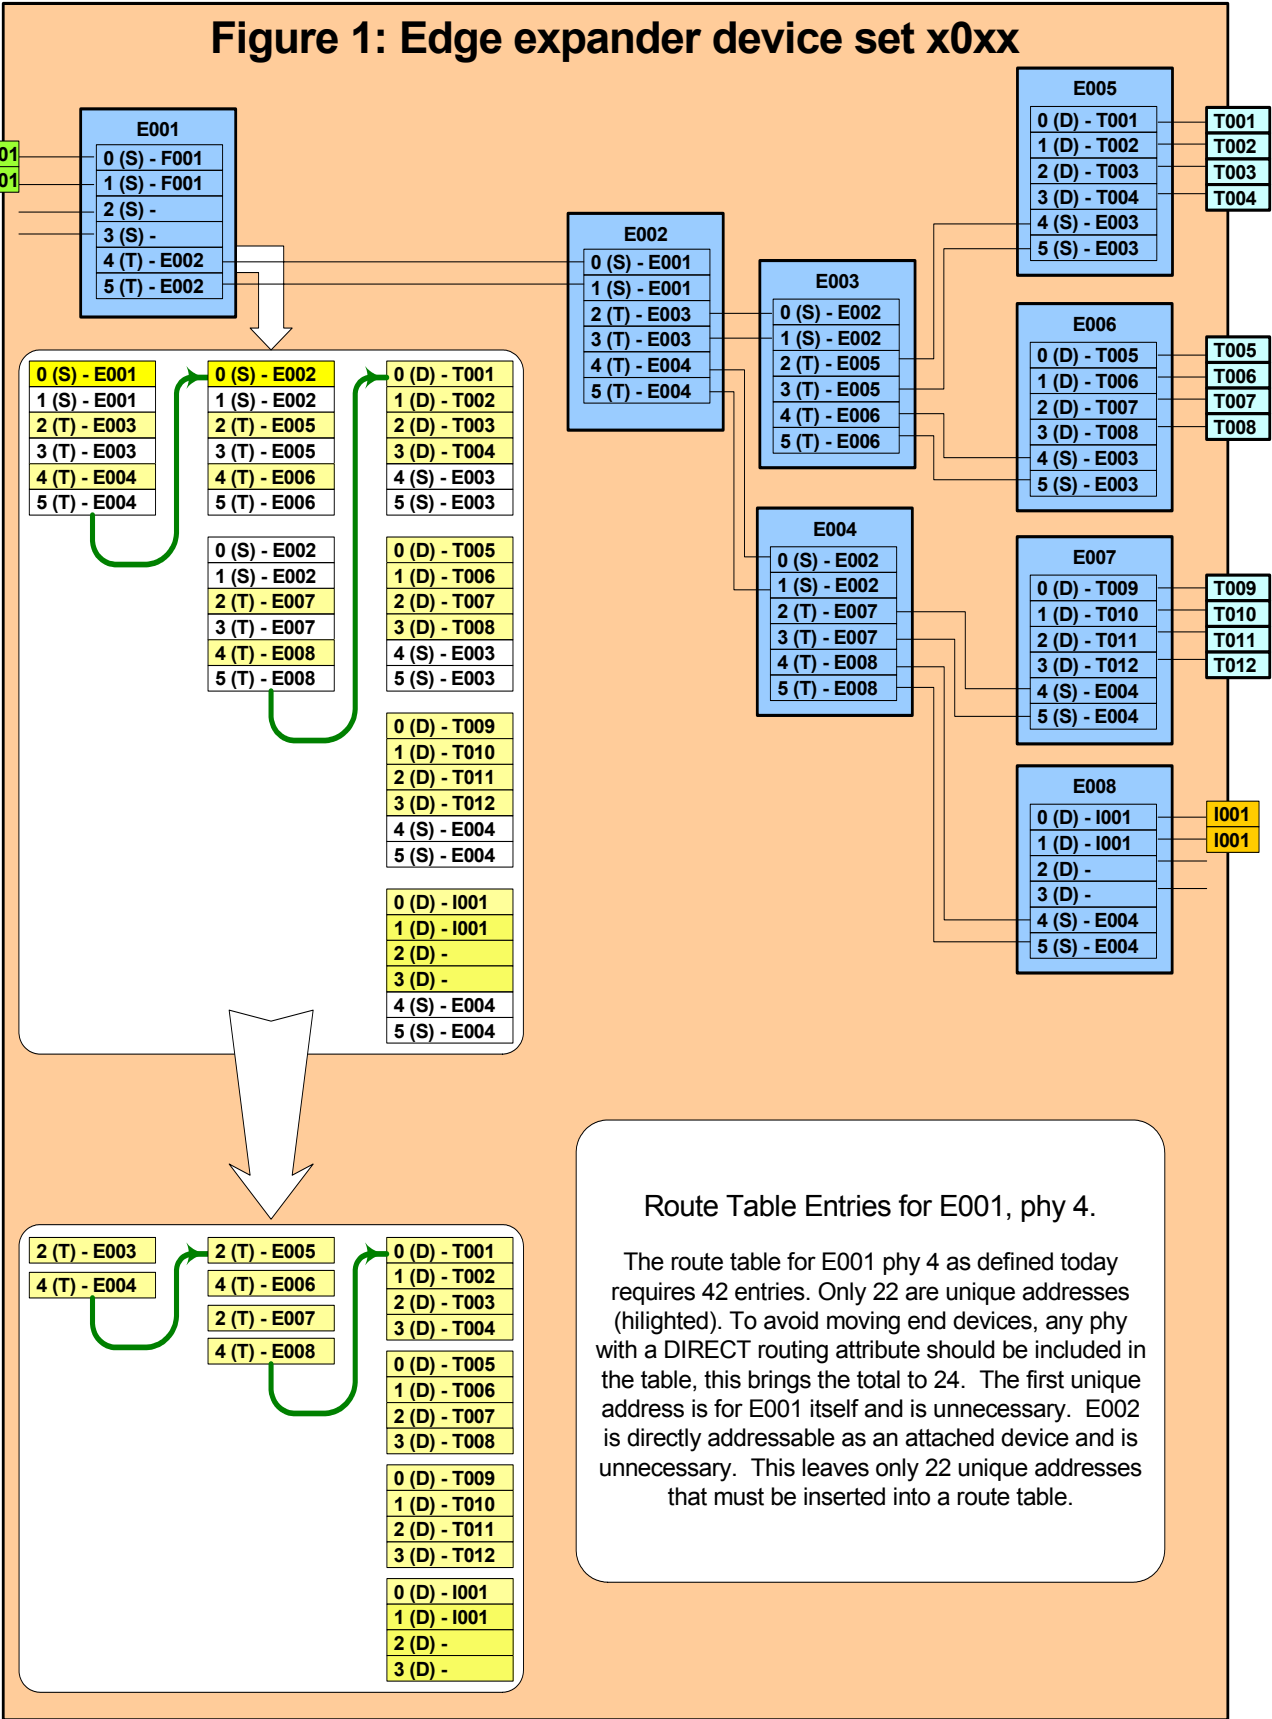 Figure 1: Edge expander device set x0xx
01
01
E001
0 (S) - F001
1 (S) - F001
2 (S) -
3 (S) -
4 (T) - E002
5 (T) - E002
E002
0 (S) - E001
1 (S) - E001
2 (T) - E003
3 (T) - E003
4 (T) - E004
5 (T) - E004
E003
0 (S) - E002
1 (S) - E002
2 (T) - E005
3 (T) - E005
4 (T) - E006
5 (T) - E006
E004
0 (S) - E002
1 (S) - E002
2 (T) - E007
3 (T) - E007
4 (T) - E008
5 (T) - E008
E005
0 (D) - T001
1 (D) - T002
2 (D) - T003
3 (D) - T004
4 (S) - E003
5 (S) - E003
T001
T002
T003
T004
E006
0 (D) - T005
1 (D) - T006
2 (D) - T007
3 (D) - T008
4 (S) - E003
5 (S) - E003
T005
T006
T007
T008
E007
0 (D) - T009
1 (D) - T010
2 (D) - T011
3 (D) - T012
4 (S) - E004
5 (S) - E004
T009
T010
T011
T012
E008
0 (D) - I001
1 (D) - I001
2 (D) -
3 (D) -
4 (S) - E004
5 (S) - E004
I001
I001
0 (S) - E001
1 (S) - E001
2 (T) - E003
3 (T) - E003
4 (T) - E004
5 (T) - E004
0 (S) - E002
1 (S) - E002
2 (T) - E005
3 (T) - E005
4 (T) - E006
5 (T) - E006
0 (S) - E002
1 (S) - E002
2 (T) - E007
3 (T) - E007
4 (T) - E008
5 (T) - E008
0 (D) - T001
1 (D) - T002
2 (D) - T003
3 (D) - T004
4 (S) - E003
5 (S) - E003
0 (D) - T005
1 (D) - T006
2 (D) - T007
3 (D) - T008
4 (S) - E003
5 (S) - E003
0 (D) - T009
1 (D) - T010
2 (D) - T011
3 (D) - T012
4 (S) - E004
5 (S) - E004
0 (D) - I001
1 (D) - I001
2 (D) -
3 (D) -
4 (S) - E004
5 (S) - E004
2 (T) - E003
4 (T) - E004
2 (T) - E005
4 (T) - E006
2 (T) - E007
4 (T) - E008
0 (D) - T001
1 (D) - T002
2 (D) - T003
3 (D) - T004
0 (D) - T005
1 (D) - T006
2 (D) - T007
3 (D) - T008
0 (D) - T009
1 (D) - T010
2 (D) - T011
3 (D) - T012
0 (D) - I001
1 (D) - I001
2 (D) -
3 (D) -
Route Table Entries for E001, phy 4.
The route table for E001 phy 4 as defined today
requires 42 entries. Only 22 are unique addresses
(hilighted). To avoid moving end devices, any phy
with a DIRECT routing attribute should be included in
the table, this brings the total to 24. The first unique
address is for E001 itself and is unnecessary. E002
is directly addressable as an attached device and is
unnecessary. This leaves only 22 unique addresses
that must be inserted into a route table.